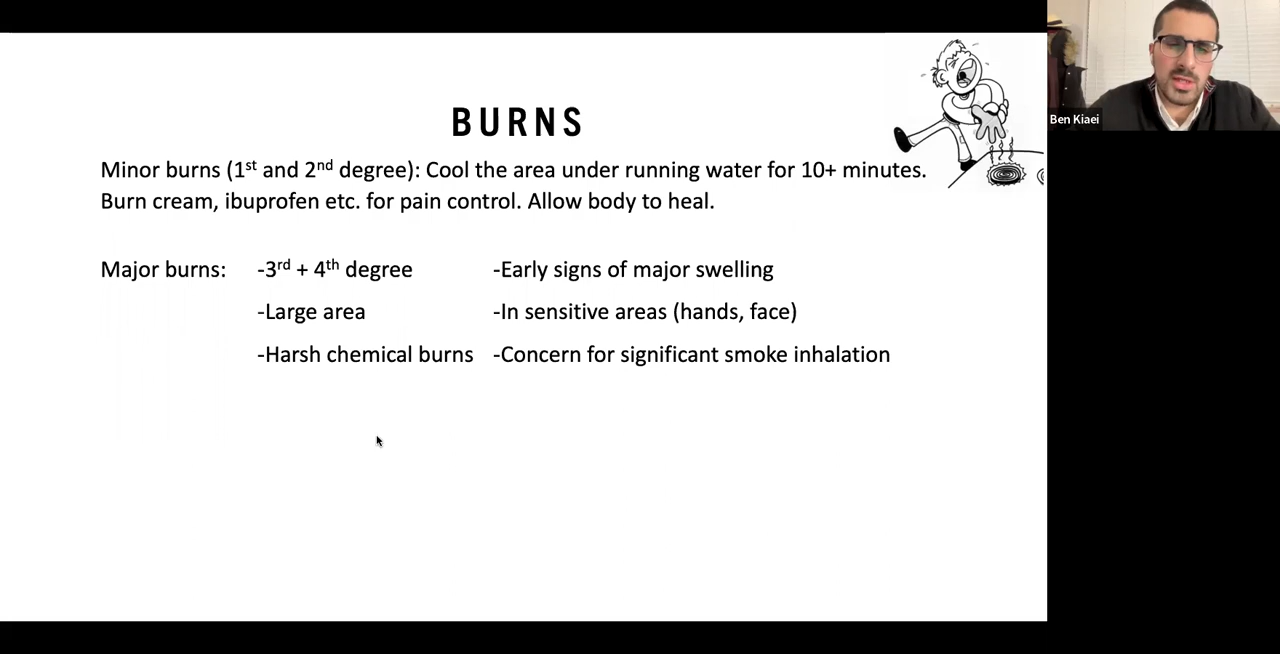 BURNS
Minor burns (1st and 2nd degree): Cool the area under running water for 10+ minutes.
Burn cream, ibuprofen etc. for pain control. Allow body to heal.
Major burns: -3rd + 4th degree -Early signs of major swelling
-Large area -In sensitive areas (hands, face)
-Harsh chemical burns -Concern for significant smoke inhalation
Ben Kiaei